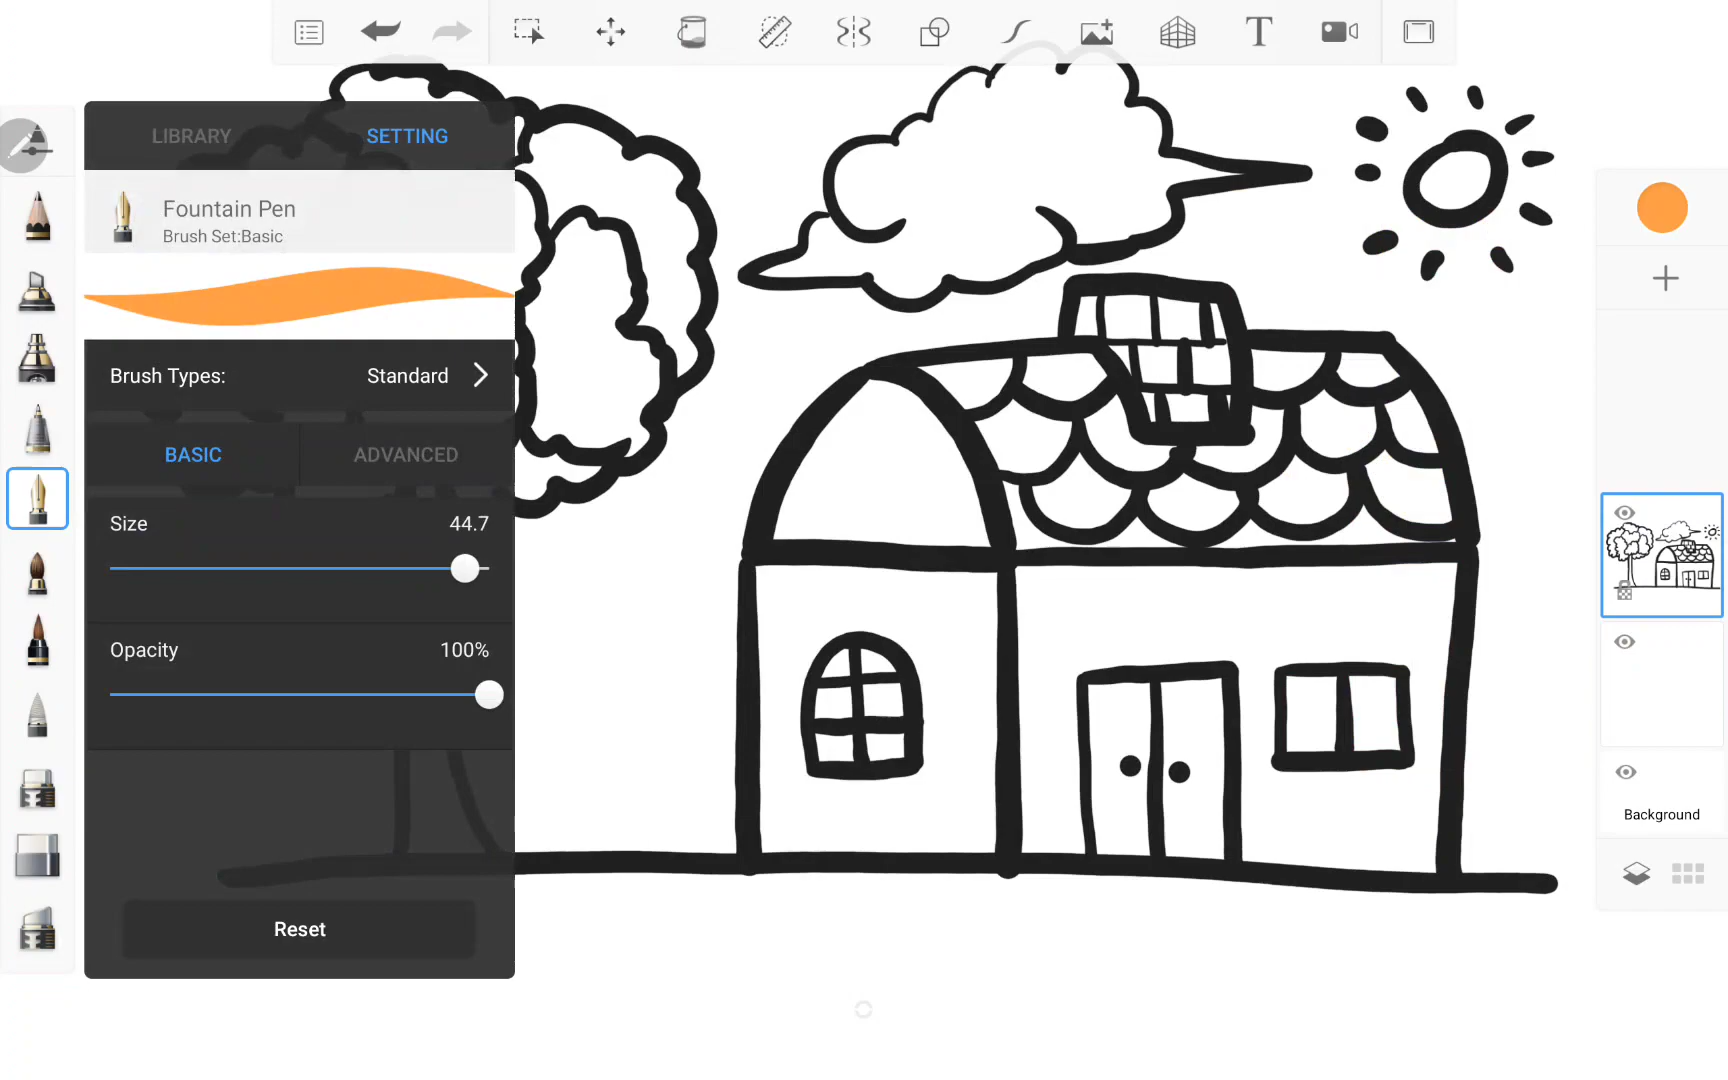 T
LIBRARY SETTING
Fountain Pen
Brush Set:Basic
Brush Types: Standard
BASIC ADVANCED
Size 44.7
Opacity 100%
Reset
Background